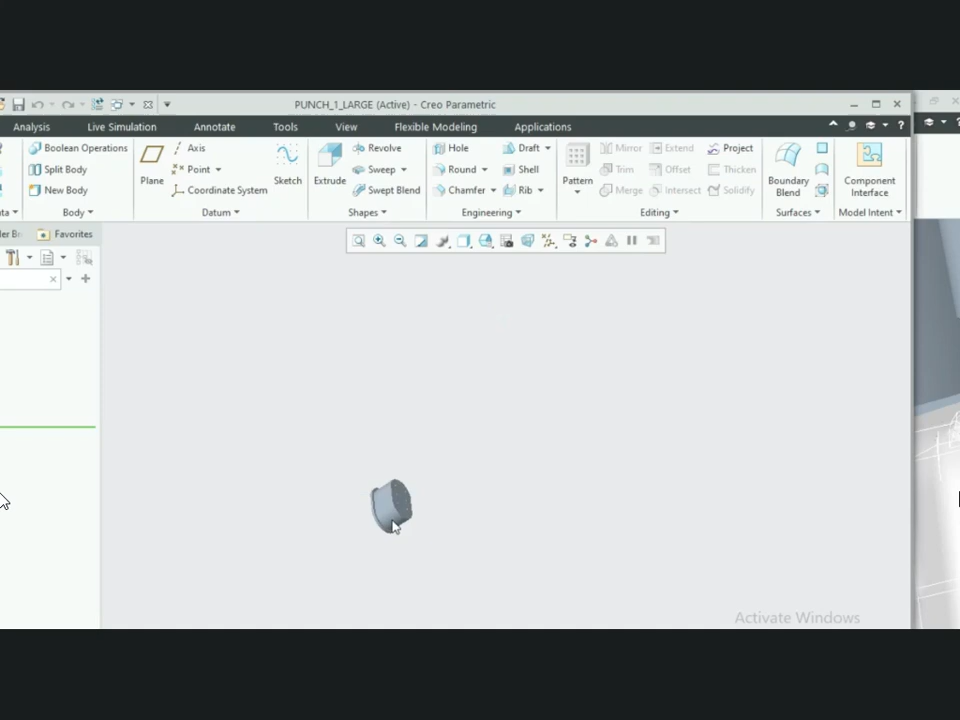 PUNCH_1_LARGE (Active) - Creo Parametric
Analysis Live Simulation Annotate Tools View Flexible Modeling Applications
Boolean Operations Axis Revolve Hole Draft Mirror Extend Project
Split Body Point Sweep Round Shell Trim Offset Thicken
Plane Sketch Extrude Pattern Boundary Blend Component Interface
New Body Coordinate System Swept Blend Chamfer Rib Merge Intersect Solidify
Body Datum Shapes Engineering Editing Surfaces Model Intent
Favorites
Activate Windows